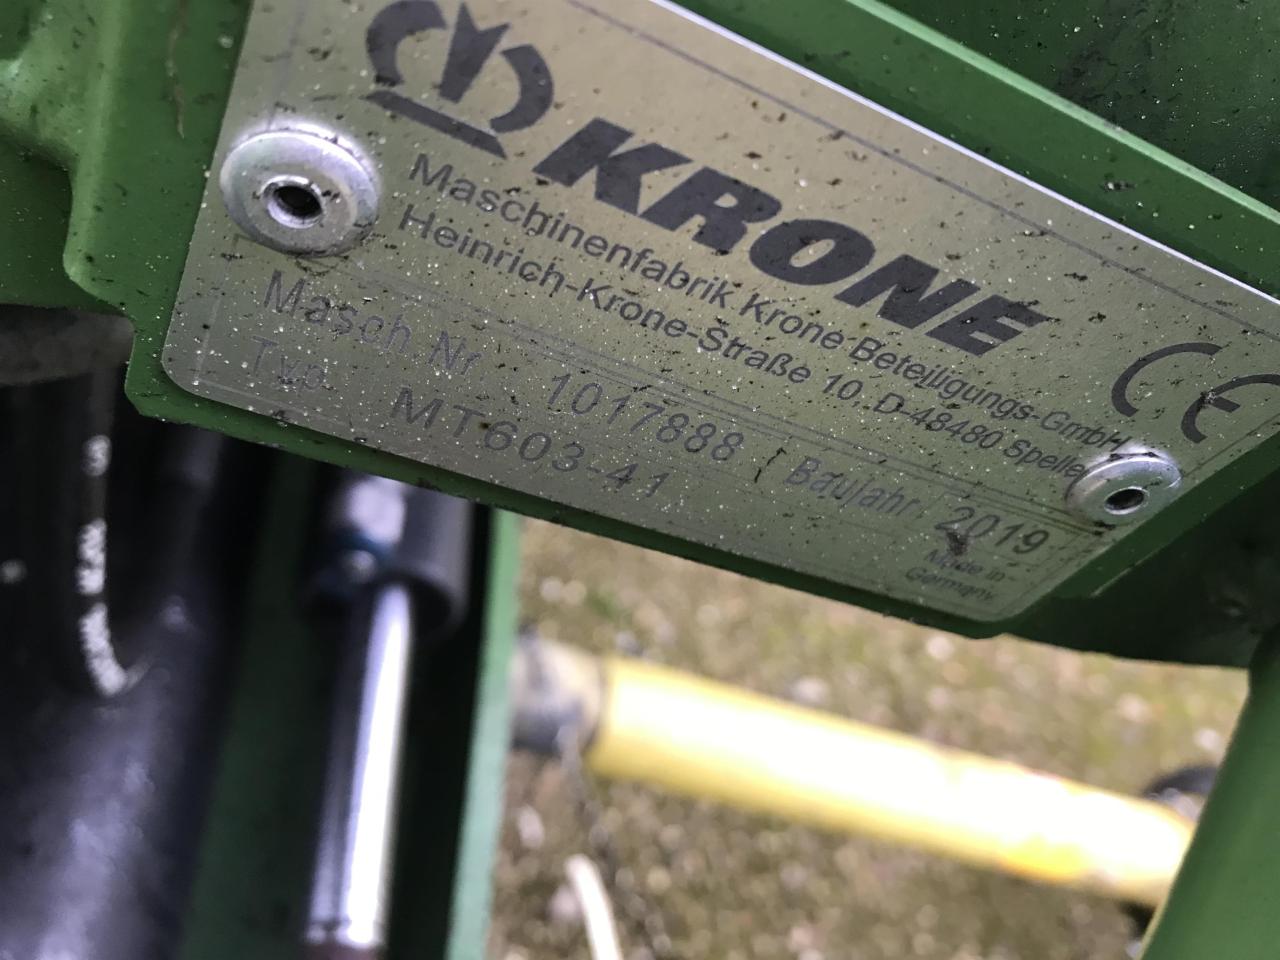 KRONE
Maschinenfabrik Krone Beteiligungs-GmbH
Heinrich-Krone-Straße 10, D-48480 Spelle
CE
Masch. Nr. 1017888 Baujahr 2019
Typ MT603-41
Made in
Germany